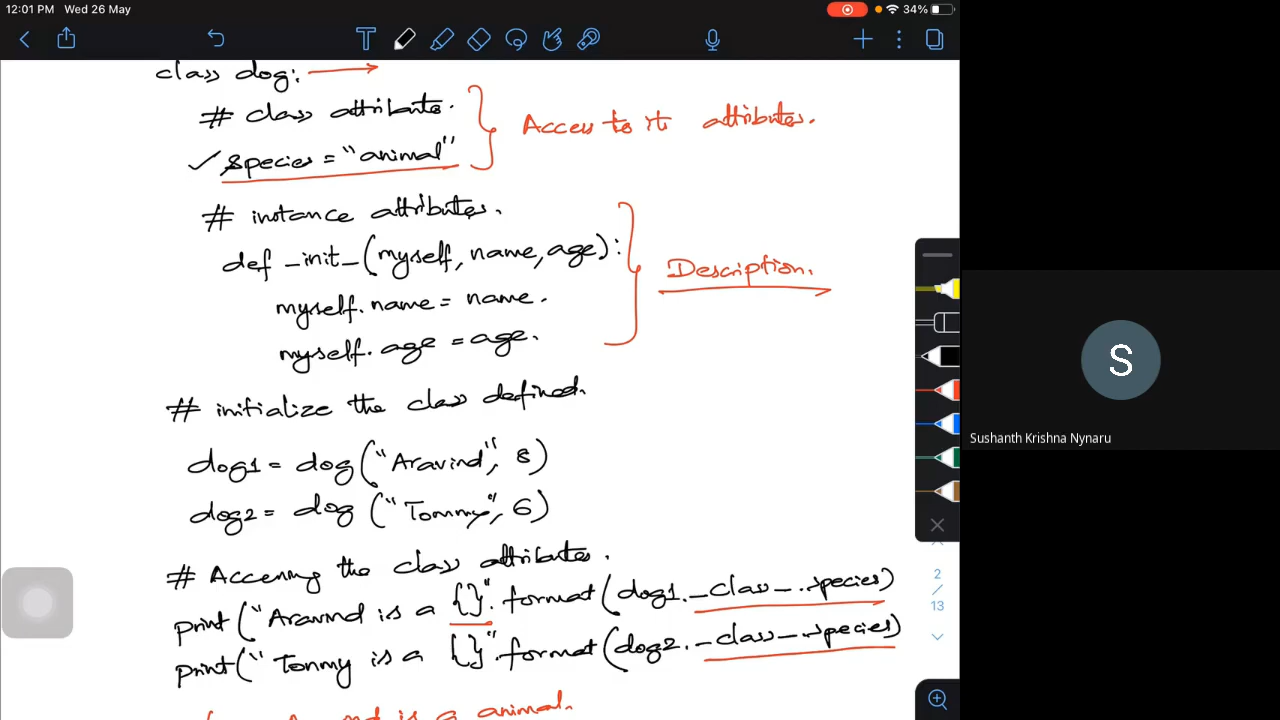 12:01 PM Wed 26 May
34%
class dog:
# class attribute.
Access to its attributes.
species = "animal"
# instance attributes.
def _init_(myself, name, age):
Description.
myself.name = name.
myself.age = age.
# initialize the class defined.
dog1 = dog("Aravind", 8)
dog2 = dog ("Tommy", 6)
# Accessing the class attributes.
print("Aravind is a {}".format(dog1._class_.species)
print("Tommy is a {}".format(dog2._class_.species)
is a animal.
2
/
13
S
Sushanth Krishna Nynaru